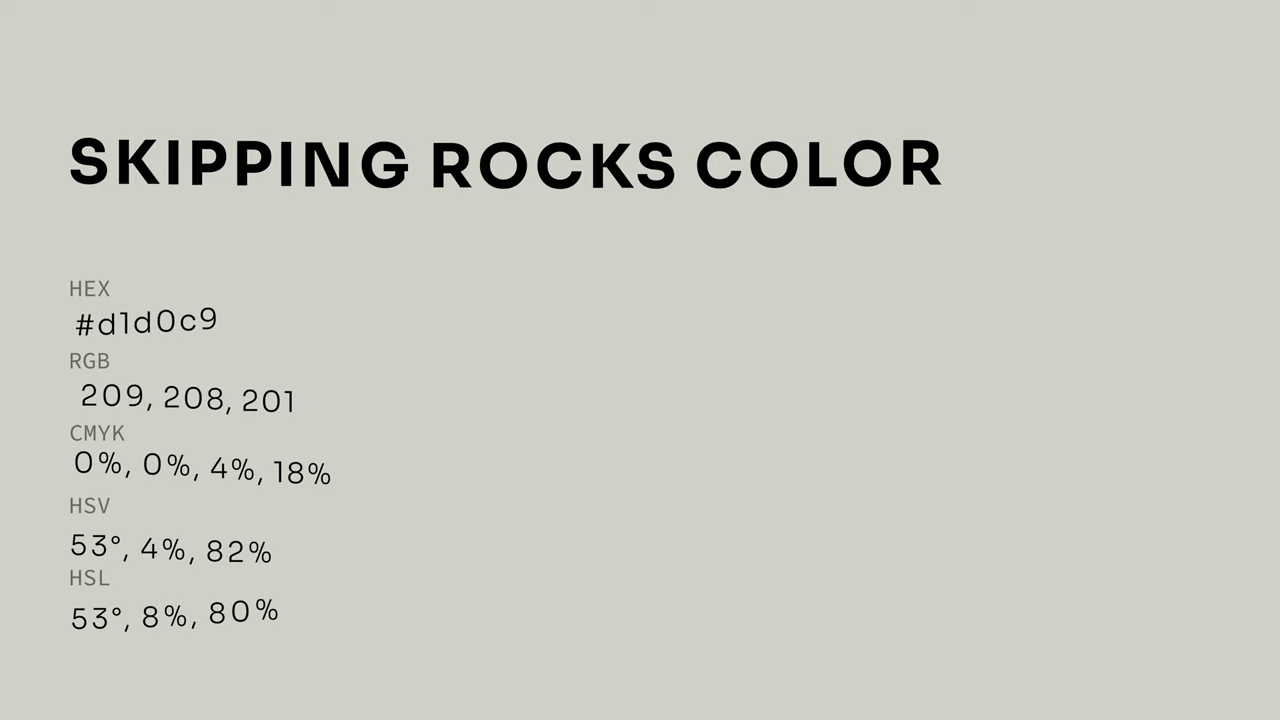 SKIPPING ROCKS COLOR
HEX
#d1d0c9
RGB
209, 208, 201
CMYK
0%, 0%, 4%, 18%
HSV
53°, 4%, 82%
HSL
53°, 8%, 80%